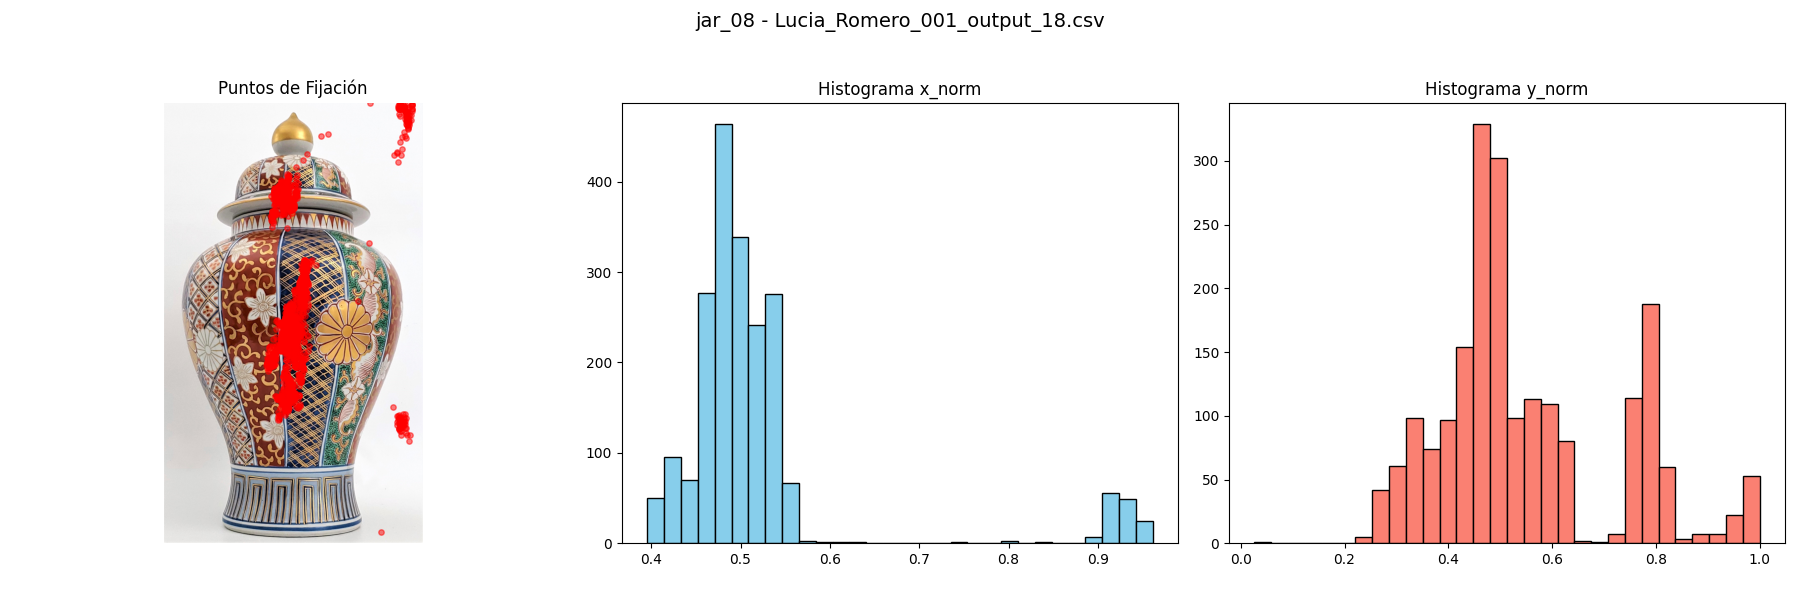 jar_08 - Lucia_Romero_001_output_18.csv
Puntos de Fijación
Histograma x_norm
400
300
200
100
0
0.4 0.5 0.6 0.7 0.8 0.9
Histograma y_norm
300
250
200
150
100
50
0
0.0 0.2 0.4 0.6 0.8 1.0